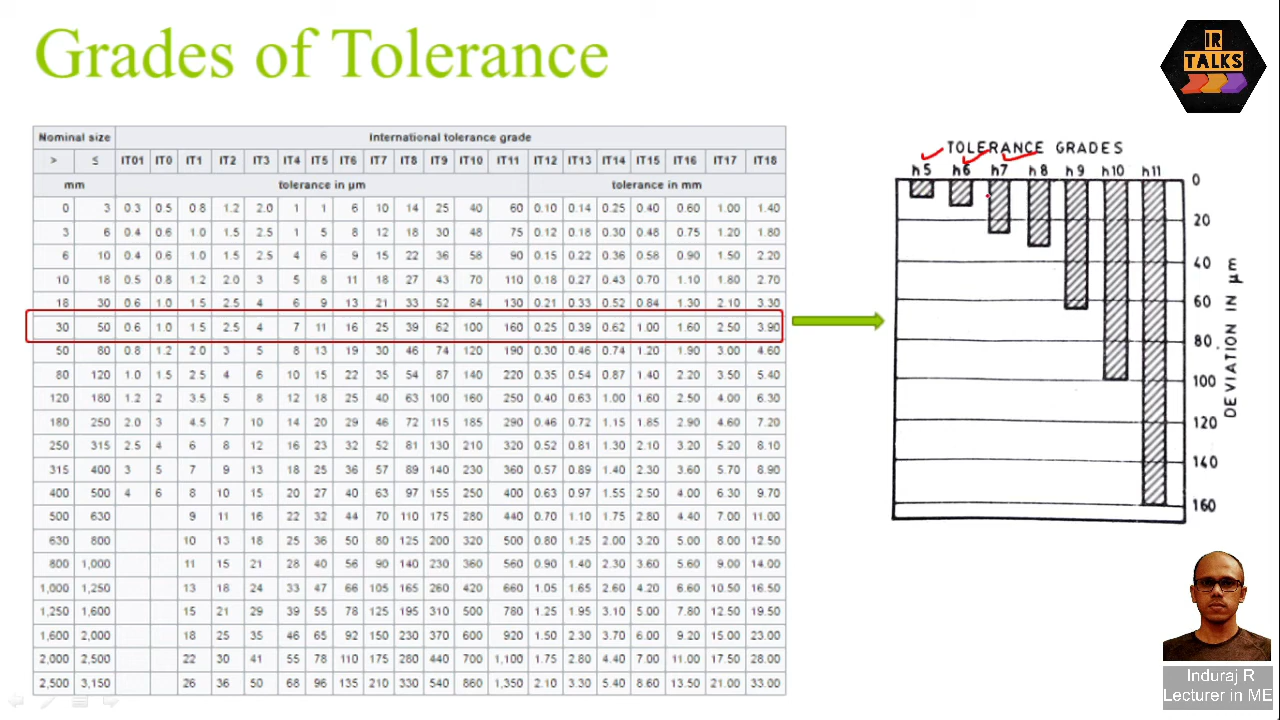 Grades of Tolerance
IR
TALKS
Nominal size International tolerance grade
> ≤ IT01 IT0 IT1 IT2 IT3 IT4 IT5 IT6 IT7 IT8 IT9 IT10 IT11 IT12 IT13 IT14 IT15 IT16 IT17 IT18
mm tolerance in µm tolerance in mm
0 3 0.3 0.5 0.8 1.2 2.0 1 1 6 10 14 25 40 60 0.10 0.14 0.25 0.40 0.60 1.00 1.40
3 6 0.4 0.6 1.0 1.5 2.5 1 5 8 12 18 30 48 75 0.12 0.18 0.30 0.48 0.75 1.20 1.80
6 10 0.4 0.6 1.0 1.5 2.5 4 6 9 15 22 36 58 90 0.15 0.22 0.36 0.58 0.90 1.50 2.20
10 18 0.5 0.8 1.2 2.0 3 5 8 11 18 27 43 70 110 0.18 0.27 0.43 0.70 1.10 1.80 2.70
18 30 0.6 1.0 1.5 2.5 4 6 9 13 21 33 52 84 130 0.21 0.33 0.52 0.84 1.30 2.10 3.30
30 50 0.6 1.0 1.5 2.5 4 7 11 16 25 39 62 100 160 0.25 0.39 0.62 1.00 1.60 2.50 3.90
50 80 0.8 1.2 2.0 3 5 8 13 19 30 46 74 120 190 0.30 0.46 0.74 1.20 1.90 3.00 4.60
80 120 1.0 1.5 2.5 4 6 10 15 22 35 54 87 140 220 0.35 0.54 0.87 1.40 2.20 3.50 5.40
120 180 1.2 2 3.5 5 8 12 18 25 40 63 100 160 250 0.40 0.63 1.00 1.60 2.50 4.00 6.30
180 250 2.0 3 4.5 7 10 14 20 29 46 72 115 185 290 0.46 0.72 1.15 1.85 2.90 4.60 7.20
250 315 2.5 4 6 8 12 16 23 32 52 81 130 210 320 0.52 0.81 1.30 2.10 3.20 5.20 8.10
315 400 3 5 7 9 13 18 25 36 57 89 140 230 360 0.57 0.89 1.40 2.30 3.60 5.70 8.90
400 500 4 6 8 10 15 20 27 40 63 97 155 250 400 0.63 0.97 1.55 2.50 4.00 6.30 9.70
500 630 9 11 16 22 32 44 70 110 175 280 440 0.70 1.10 1.75 2.80 4.40 7.00 11.00
630 800 10 13 18 25 36 50 80 125 200 320 500 0.80 1.25 2.00 3.20 5.00 8.00 12.50
800 1,000 11 15 21 28 40 56 90 140 230 360 0.90 1.40 2.30 3.60 5.60 9.00 14.00
1,000 1,250 13 18 24 33 47 66 105 165 260 420 660 1.05 1.65 2.60 4.20 6.60 10.50 16.50
1,250 1,600 15 21 29 39 55 78 125 195 310 500 1.95 3.10 5.00 7.80 12.50 19.50
1,600 2,000 18 25 35 46 65 92 150 230 370 600 920 1.50 2.30 3.70 6.00 9.20 15.00 23.00
2,000 2,500 22 30 41 55 78 110 175 280 440 700 1,100 1.75 2.80 4.40 7.00 11.00 17.50 28.00
2,500 3,150 26 36 50 68 96 135 210 330 540 3.30 5.40 8.60 13.50 21.00 33.00
TOLERANCE GRADES
h5 h6 h7 h8 h9 h10 h11
0
20
40
60
80
100
120
140
160
DEVIATION IN µm
Induraj R
Lecturer in ME